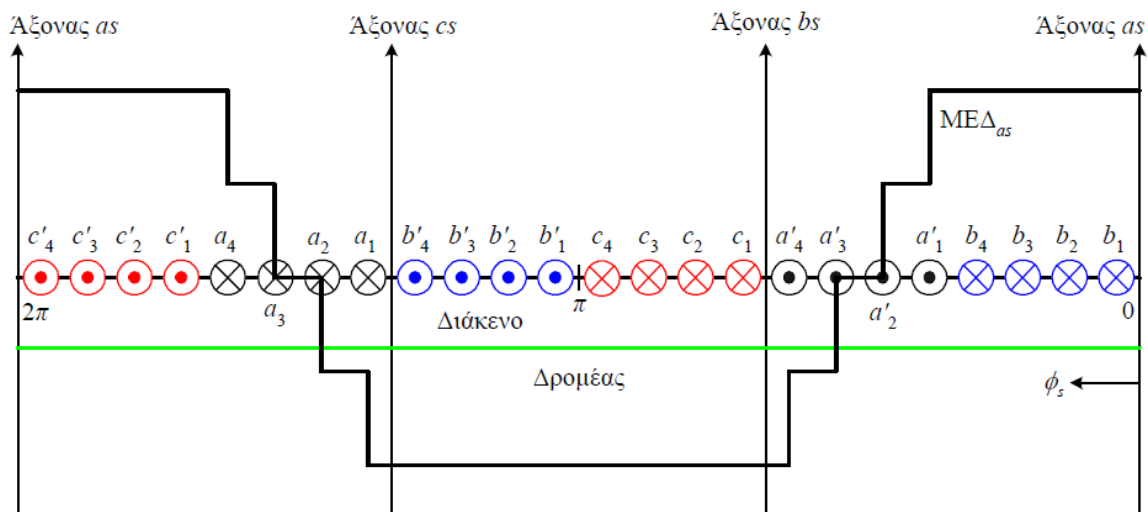 Άξονας as Άξονας cs Άξονας bs Άξονας as
ΜΕΔas
c′4 c′3 c′2 c′1 a4 a2 a1 b′4 b′3 b′2 b′1 c4 c3 c2 c1 a′4 a′3 a′1 b4 b3 b2 b1
2π a3 π a′2 0
Διάκενο
Δρομέας
ϕs